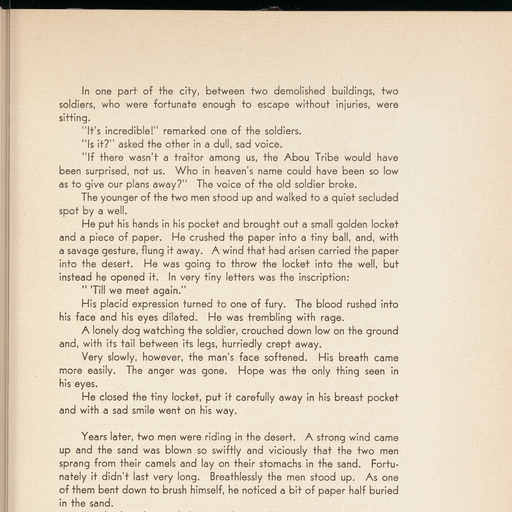 In one part of the city, between two demolished buildings, two
soldiers, who were fortunate enough to escape without injuries, were
sitting.
"It's incredible!" remarked one of the soldiers.
"Is it?" asked the other in a dull, sad voice.
"If there wasn't a traitor among us, the Abou Tribe would have
been surprised, not us. Who in heaven's name could have been so low
as to give our plans away?" The voice of the old soldier broke.
The younger of the two men stood up and walked to a quiet secluded
spot by a well.
He put his hands in his pocket and brought out a small golden locket
and a piece of paper. He crushed the paper into a tiny ball, and, with
a savage gesture, flung it away. A wind that had arisen carried the paper
into the desert. He was going to throw the locket into the well, but
instead he opened it. In very tiny letters was the inscription:
" 'Till we meet again."
His placid expression turned to one of fury. The blood rushed into
his face and his eyes dilated. He was trembling with rage.
A lonely dog watching the soldier, crouched down low on the ground
and, with its tail between its legs, hurriedly crept away.
Very slowly, however, the man's face softened. His breath came
more easily. The anger was gone. Hope was the only thing seen in
his eyes.
He closed the tiny locket, put it carefully away in his breast pocket
and with a sad smile went on his way.
Years later, two men were riding in the desert. A strong wind came
up and the sand was blown so swiftly and viciously that the two men
sprang from their camels and lay on their stomachs in the sand. Fortu-
nately it didn't last very long. Breathlessly the men stood up. As one
of them bent down to brush himself, he noticed a bit of paper half buried
in the sand.